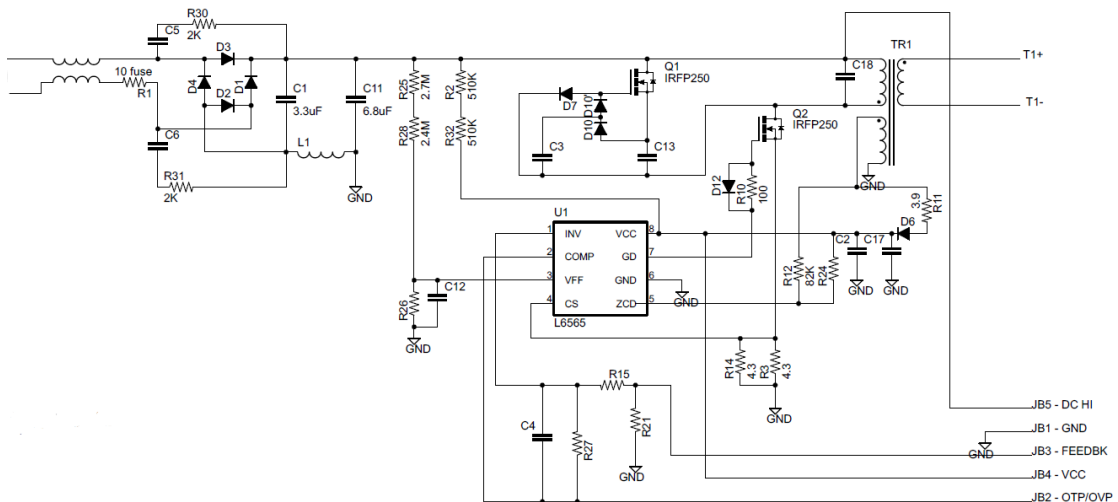 R30
2K
C5
D3
10 fuse
R1
D4
D1
D2
C1
3.3uF
C11
6.8uF
L1
GND
C6
R31
2K
R25
2.7M
R2
510K
R28
2.4M
R32
510K
Q1
IRFP250
D7
D10'
D10
C3
C13
Q2
IRFP250
D12
R10
100
C18
TR1
T1+
T1-
GND
3.9
R11
D6
U1
1
INV
VCC
8
2
COMP
GD
7
3
VFF
GND
6
4
CS
ZCD
5
L6565
GND
C2
C17
R12
82K
R24
GND
GND
R26
C12
GND
R14
4.3
R3
4.3
GND
R15
C4
R27
R21
GND
JB5 - DC HI
JB1 - GND
GND
JB3 - FEEDBK
JB4 - VCC
JB2 - OTP/OVP